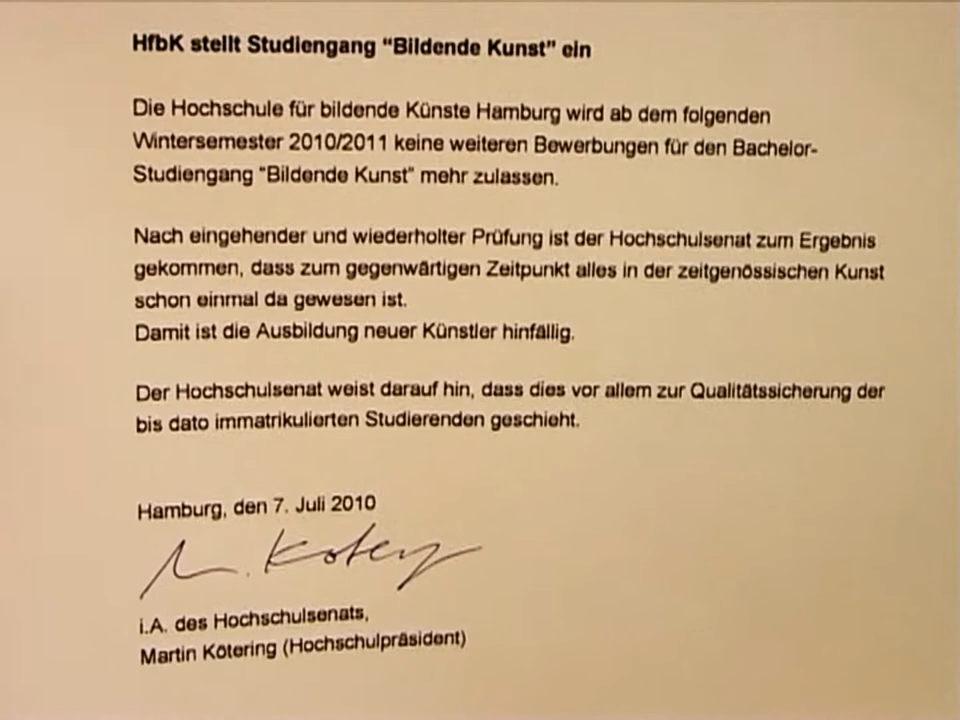 HfbK stellt Studiengang “Bildende Kunst” ein
Die Hochschule für bildende Künste Hamburg wird ab dem folgenden
Wintersemester 2010/2011 keine weiteren Bewerbungen für den Bachelor-
Studiengang “Bildende Kunst” mehr zulassen.
Nach eingehender und wiederholter Prüfung ist der Hochschulsenat zum Ergebnis
gekommen, dass zum gegenwärtigen Zeitpunkt alles in der zeitgenössischen Kunst
schon einmal da gewesen ist.
Damit ist die Ausbildung neuer Künstler hinfällig.
Der Hochschulsenat weist darauf hin, dass dies vor allem zur Qualitätssicherung der
bis dato immatrikulierten Studierenden geschieht.
Hamburg, den 7. Juli 2010
M. Kötering
i.A. des Hochschulsenats,
Martin Kötering (Hochschulpräsident)